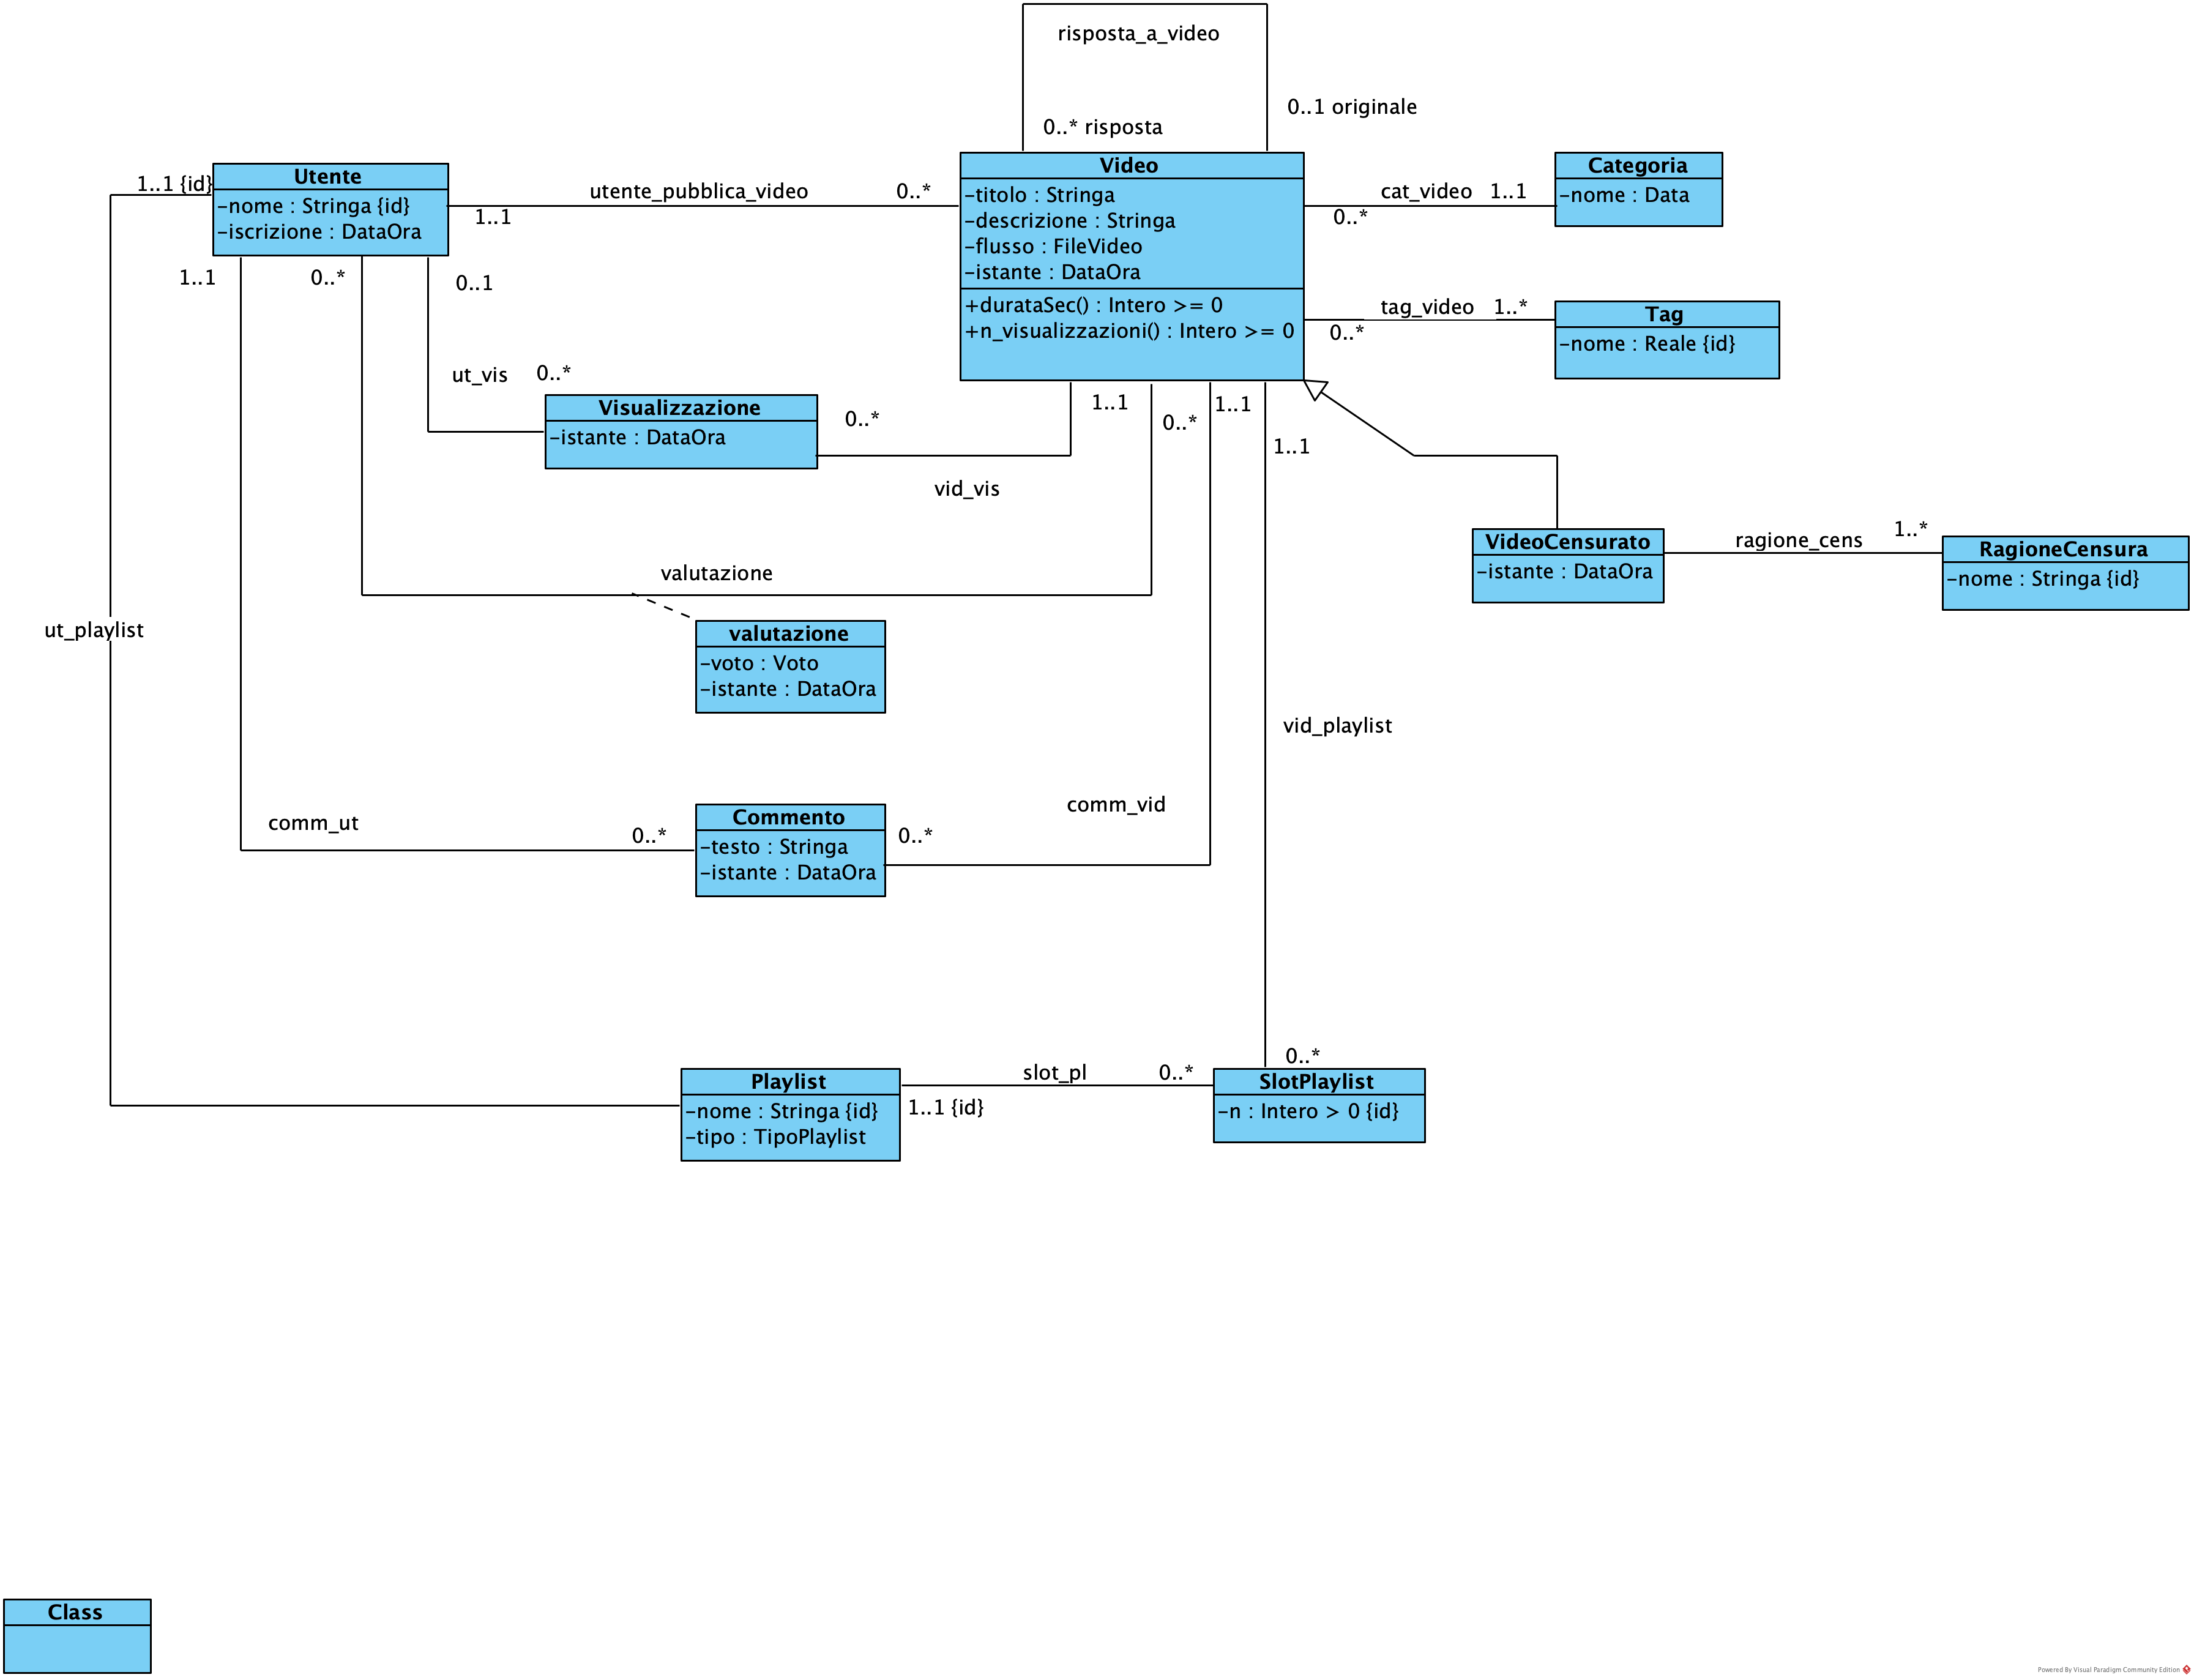 risposta_a_video
0..1 originale
0..* risposta
Utente
-nome : Stringa {id}
-iscrizione : DataOra
1..1 {id}
utente_pubblica_video
0..*
1..1
Video
-titolo : Stringa
-descrizione : Stringa
-flusso : FileVideo
-istante : DataOra
+durataSec() : Intero >= 0
+n_visualizzazioni() : Intero >= 0
cat_video
1..1
0..*
Categoria
-nome : Data
tag_video
1..*
0..*
Tag
-nome : Reale {id}
1..1
0..*
0..1
ut_vis
0..*
Visualizzazione
-istante : DataOra
0..*
1..1
0..*
1..1
1..1
vid_vis
VideoCensurato
-istante : DataOra
ragione_cens
1..*
RagioneCensura
-nome : Stringa {id}
valutazione
ut_playlist
valutazione
-voto : Voto
-istante : DataOra
vid_playlist
comm_ut
0..*
Commento
-testo : Stringa
-istante : DataOra
0..*
comm_vid
Playlist
-nome : Stringa {id}
-tipo : TipoPlaylist
slot_pl
0..*
1..1 {id}
0..*
SlotPlaylist
-n : Intero > 0 {id}
Class
Powered By Visual Paradigm Community Edition